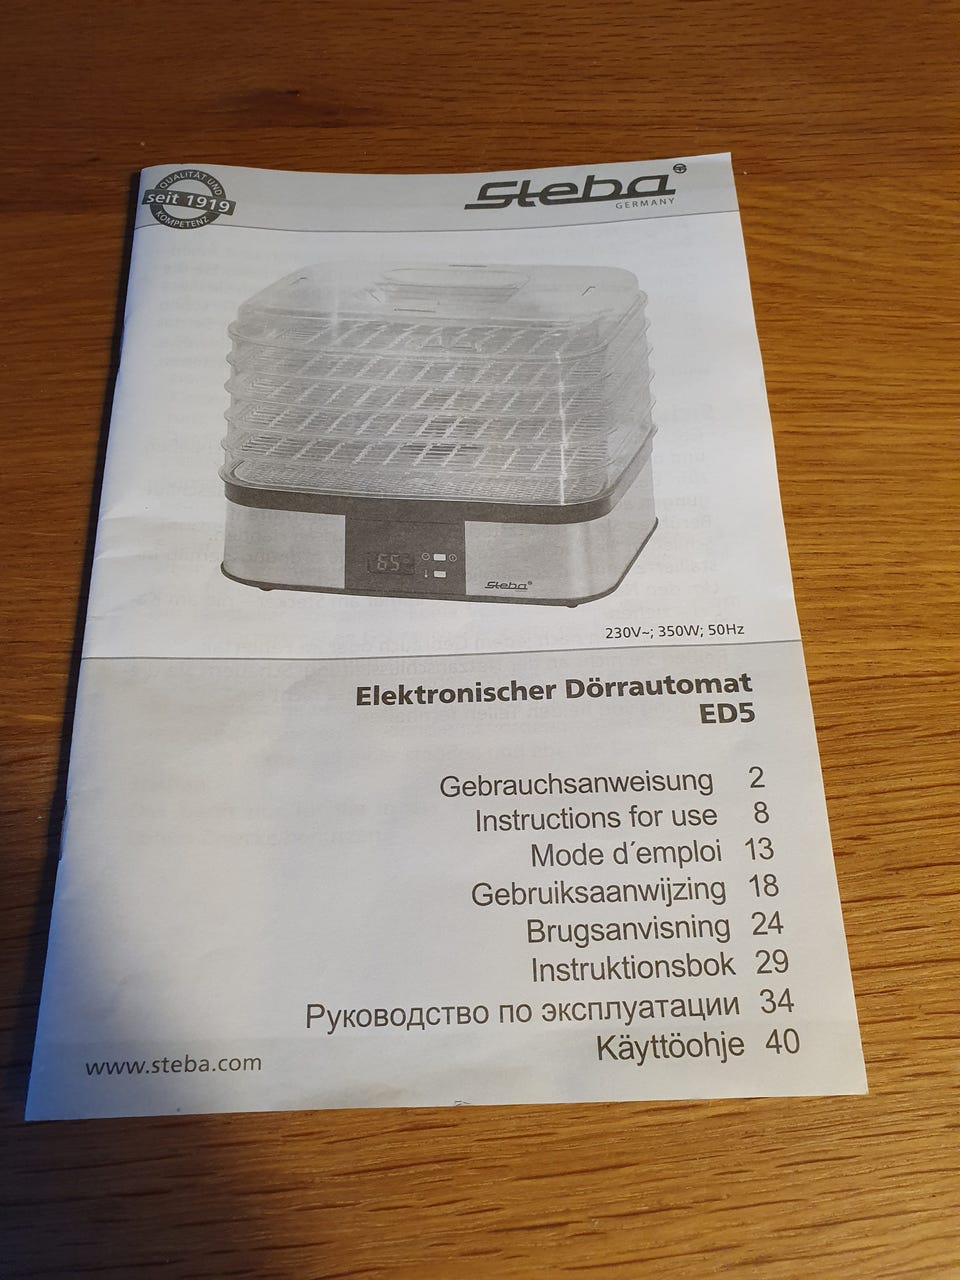 QUALITÄT UND
seit 1919
KOMPETENZ
Steba
GERMANY
65
Steba
230V~; 350W; 50Hz
Elektronischer Dörrautomat
ED5
Gebrauchsanweisung 2
Instructions for use 8
Mode d´emploi 13
Gebruiksaanwijzing 18
Brugsanvisning 24
Instruktionsbok 29
Руководство по эксплуатации 34
Käyttöohje 40
www.steba.com